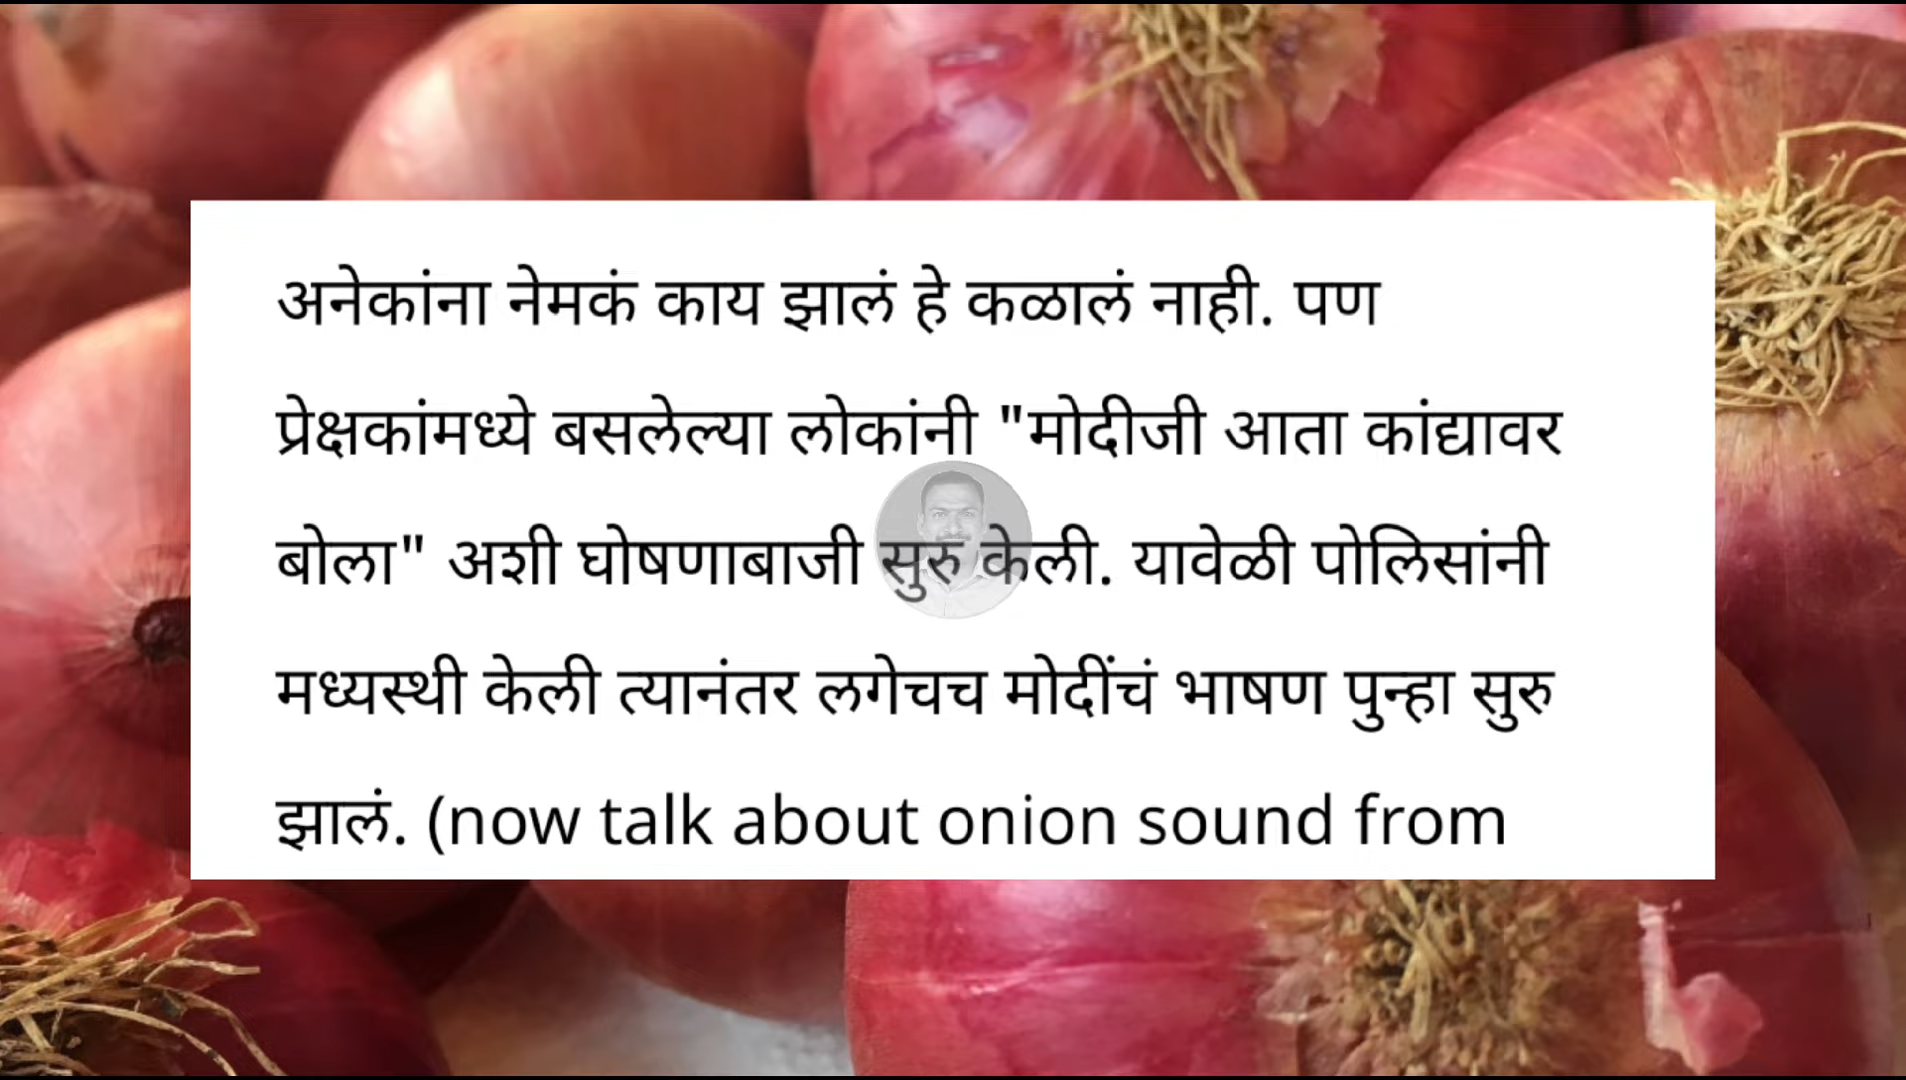 अनेकांना नेमकं काय झालं हे कळालं नाही. पण
प्रेक्षकांमध्ये बसलेल्या लोकांनी "मोदीजी आता कांद्यावर
बोला" अशी घोषणाबाजी सुरु केली. यावेळी पोलिसांनी
मध्यस्थी केली त्यानंतर लगेचच मोदींचं भाषण पुन्हा सुरु
झालं. (now talk about onion sound from